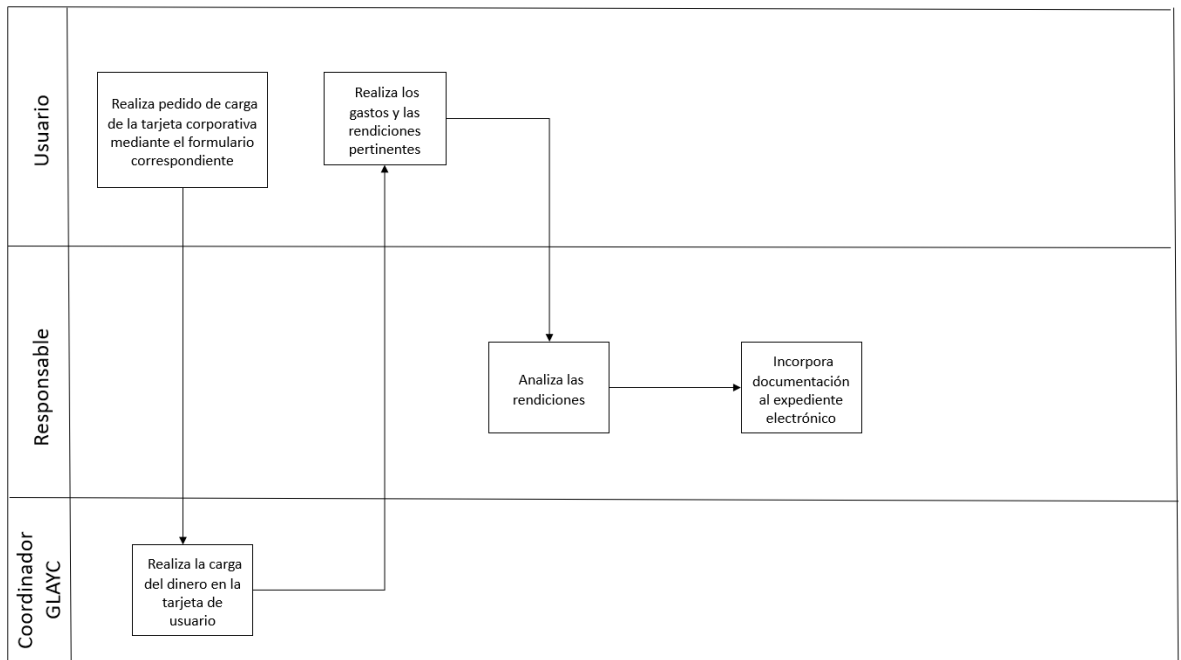 Usuario
Realiza pedido de carga
de la tarjeta corporativa
mediante el formulario
correspondiente
Realiza los
gastos y las
rendiciones
pertinentes
Responsable
Analiza las
rendiciones
Incorpora
documentación
al expediente
electrónico
Coordinador
GLAYC
Realiza la carga
del dinero en la
tarjeta de
usuario